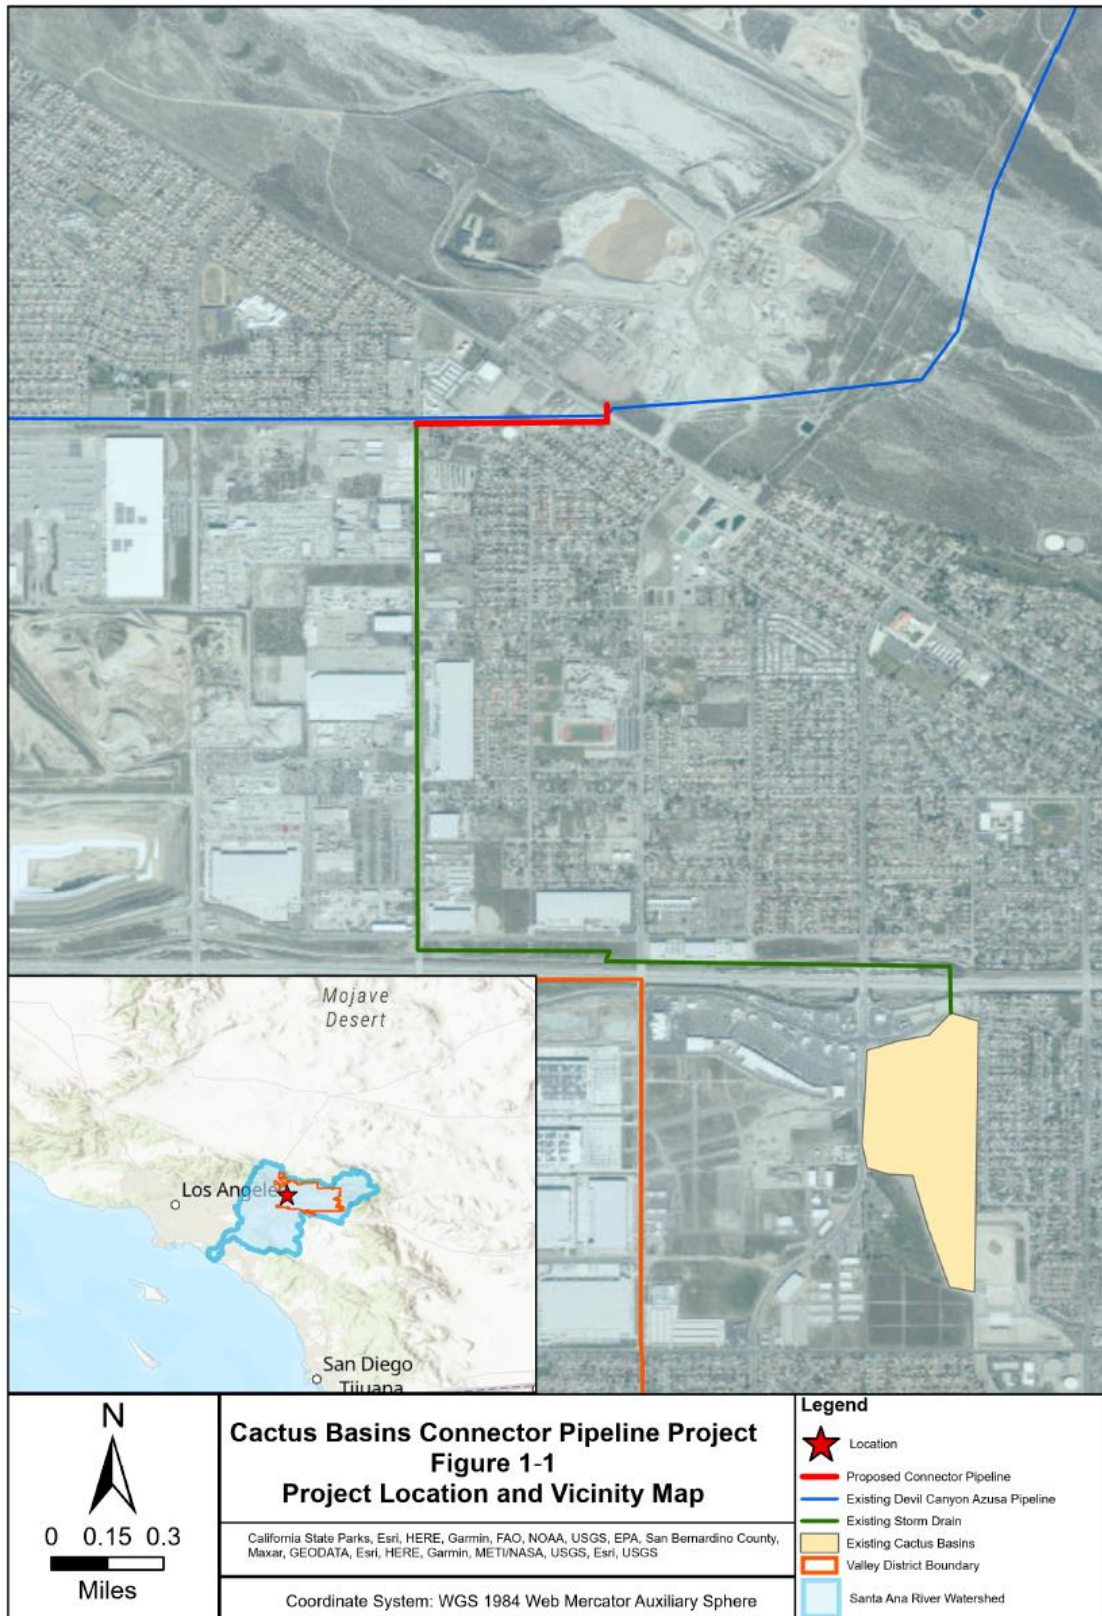 Mojave
Desert
Los Angele
San Diego
Tijuana
N
0 0.15 0.3
Miles
Cactus Basins Connector Pipeline Project
Figure 1-1
Project Location and Vicinity Map
California State Parks, Esri, HERE, Garmin, FAO, NOAA, USGS, EPA, San Bernardino County,
Maxar, GEODATA, Esri, HERE, Garmin, METI/NASA, USGS, Esri, USGS
Coordinate System: WGS 1984 Web Mercator Auxiliary Sphere
Legend
Location
Proposed Connector Pipeline
Existing Devil Canyon Azusa Pipeline
Existing Storm Drain
Existing Cactus Basins
Valley District Boundary
Santa Ana River Watershed